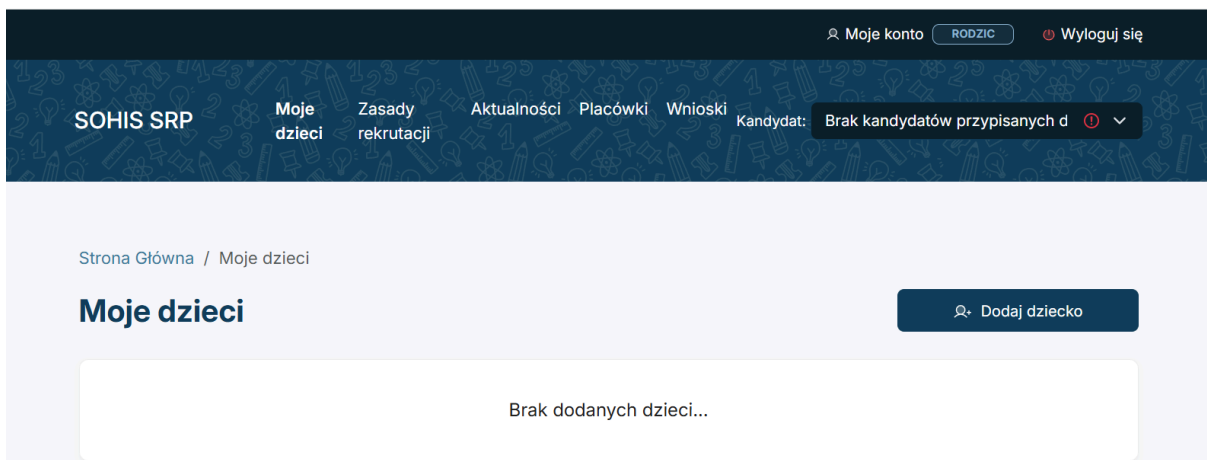 Moje konto RODZIC Wyloguj się
SOHIS SRP
Moje dzieci
Zasady rekrutacji
Aktualności
Placówki
Wnioski
Kandydat: Brak kandydatów przypisanych d
Strona Główna / Moje dzieci
Moje dzieci
Dodaj dziecko
Brak dodanych dzieci...